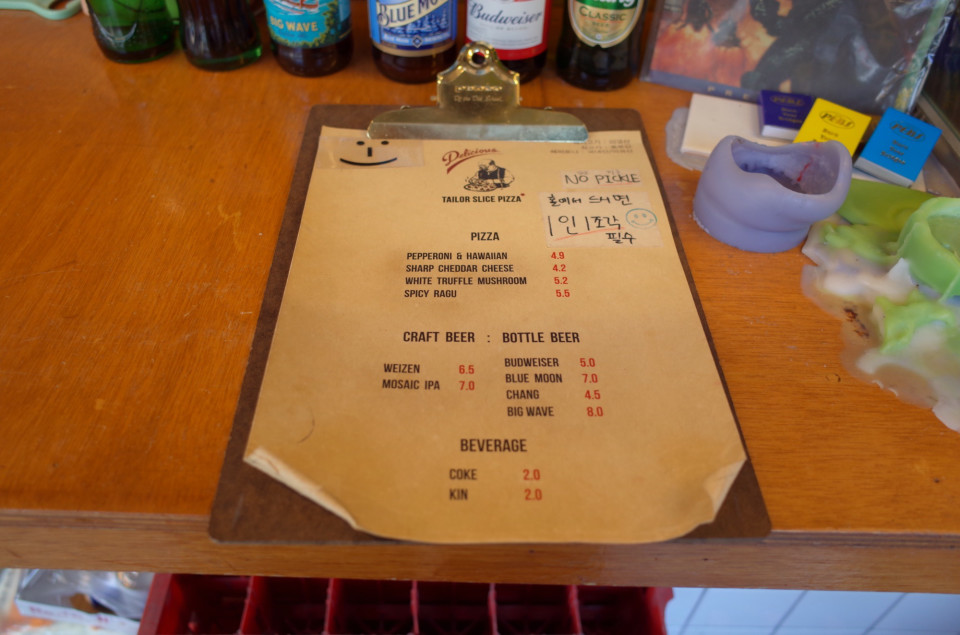 BIG WAVE
BLUE MO
Budweiser
CLASSIC
Delicious
TAILOR SLICE PIZZA
NO PICKLE
홀에서 드시면
1인 1조각
필수
PIZZA
PEPPERONI & HAWAIIAN 4.9
SHARP CHEDDAR CHEESE 4.2
WHITE TRUFFLE MUSHROOM 5.2
SPICY RAGU 5.5
CRAFT BEER : BOTTLE BEER
WEIZEN 6.5
MOSAIC IPA 7.0
BUDWEISER 5.0
BLUE MOON 7.0
CHANG 4.5
BIG WAVE 8.0
BEVERAGE
COKE 2.0
KIN 2.0